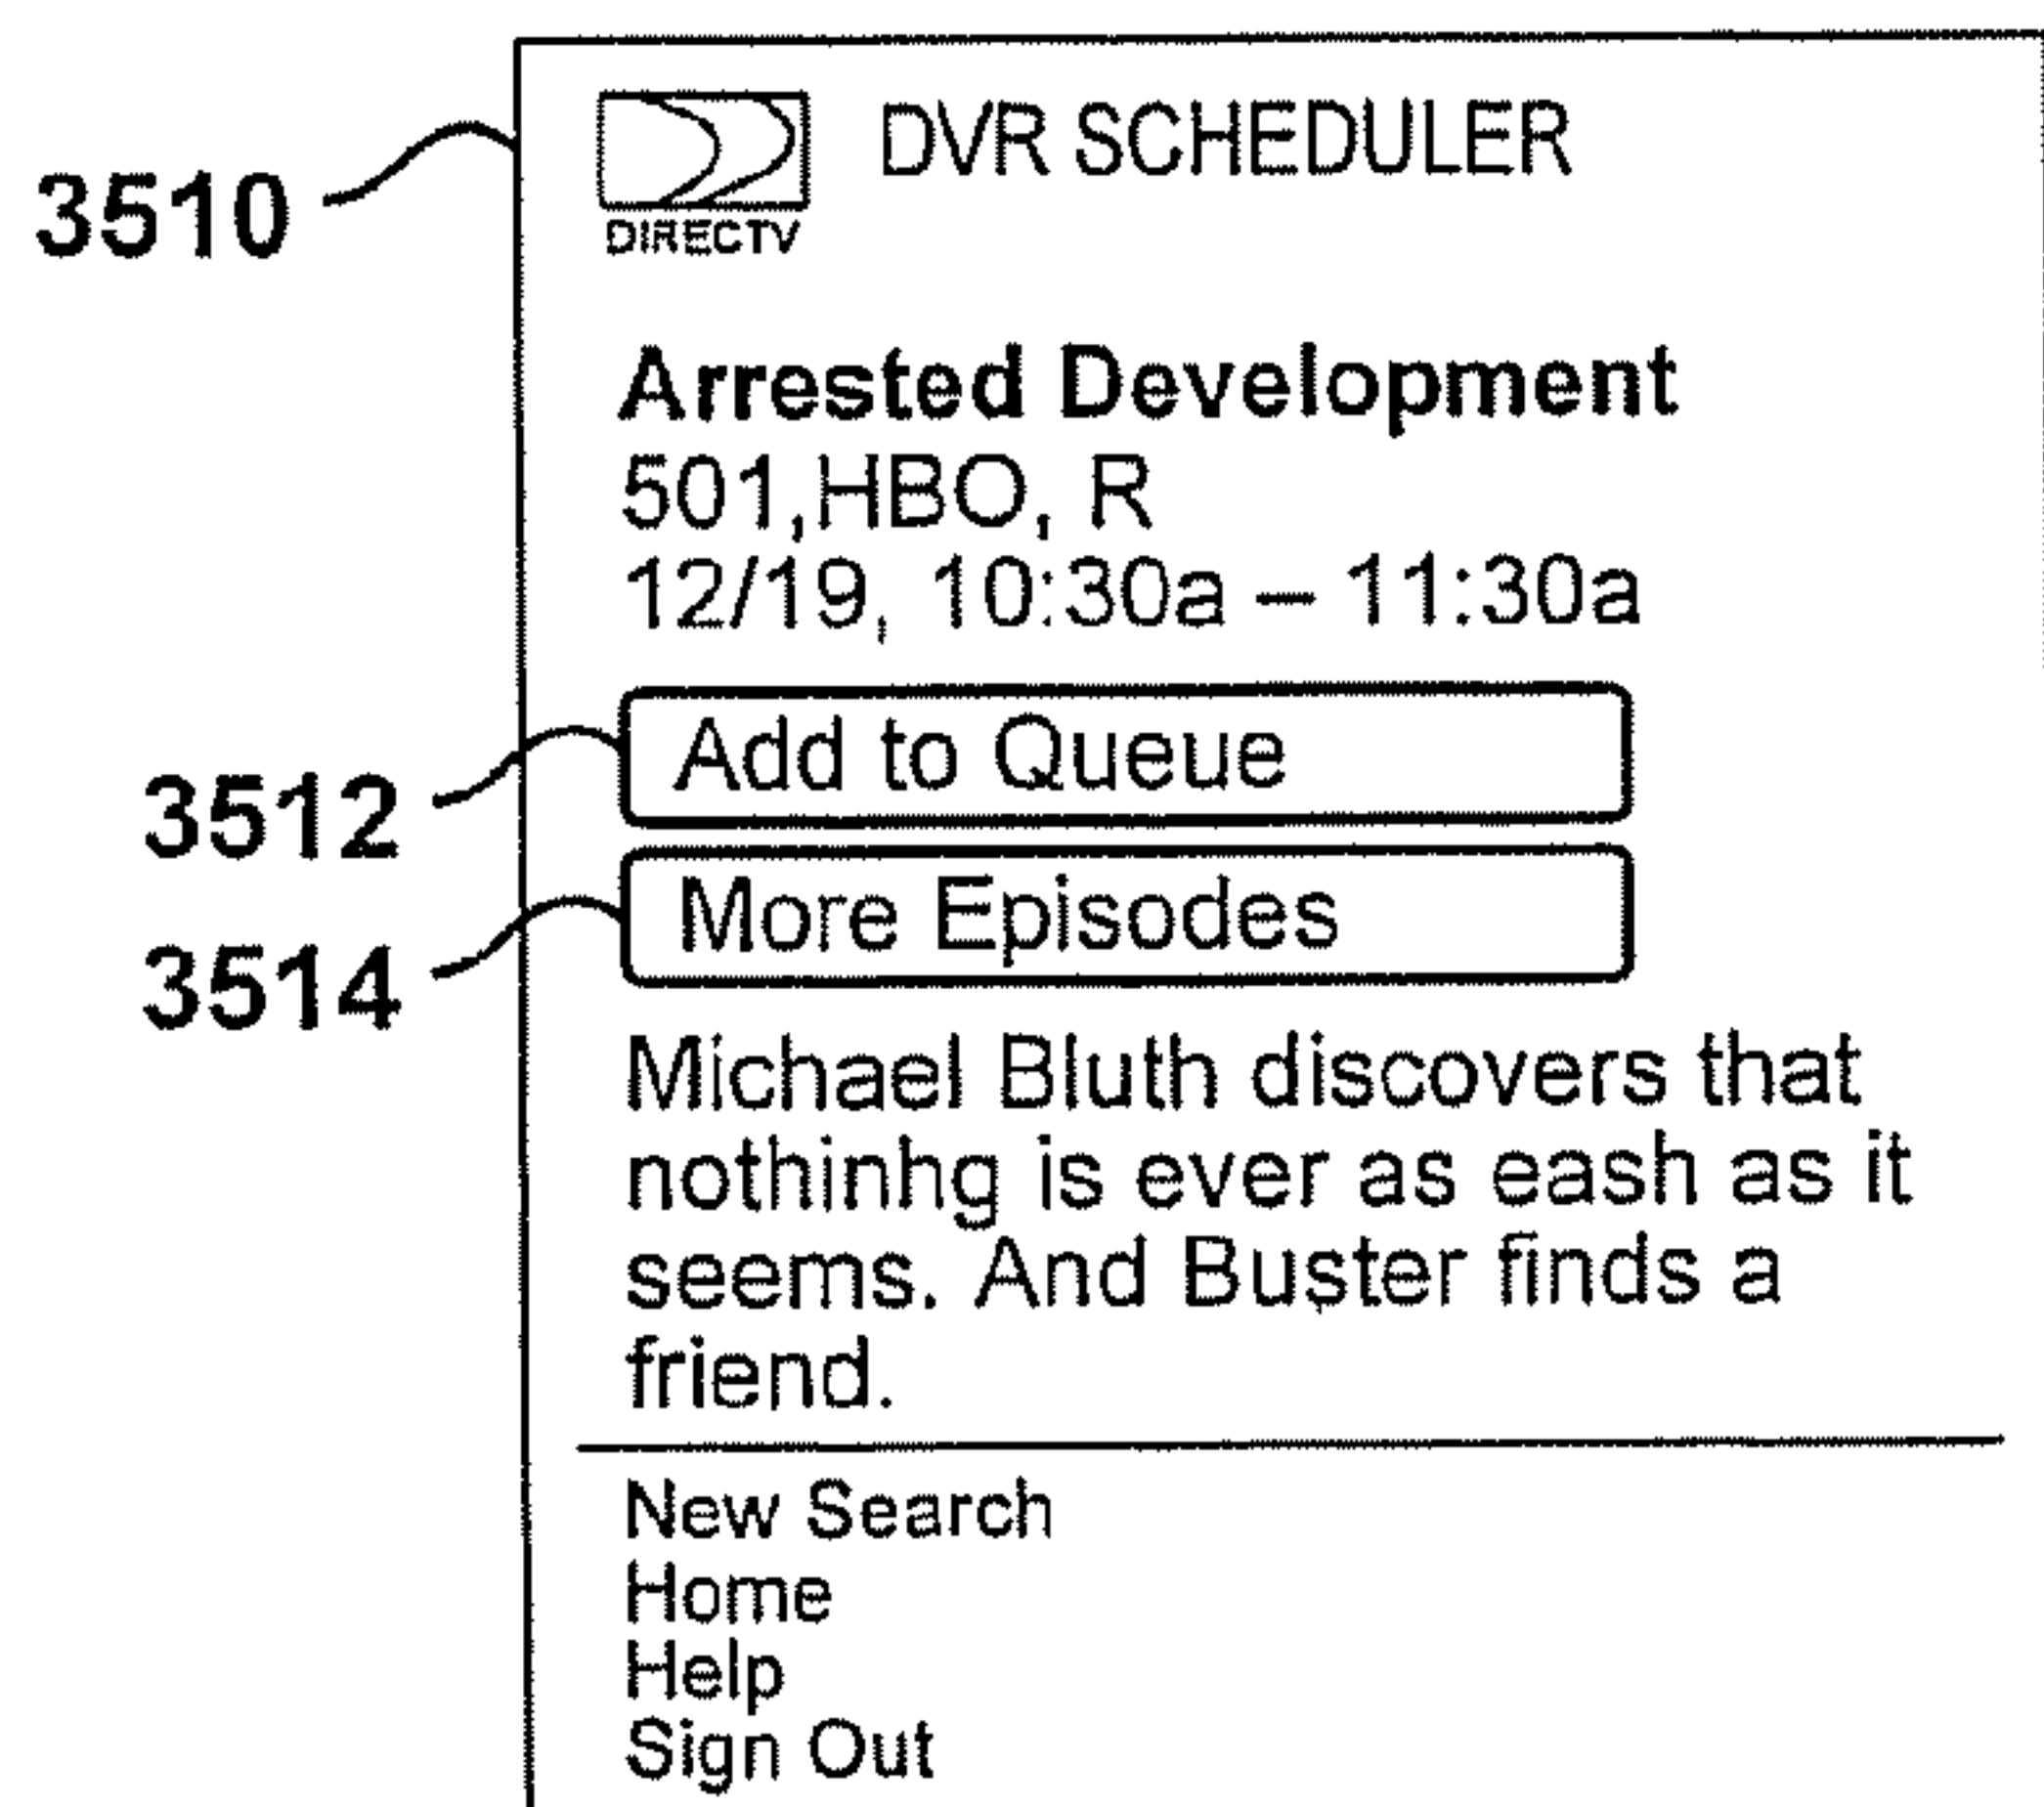 3510
DVR SCHEDULER
DIRECTV
Arrested Development
501,HBO, R
12/19, 10:30a – 11:30a
3512
Add to Queue
3514
More Episodes
Michael Bluth discovers that
nothinhg is ever as eash as it
seems. And Buster finds a
friend.
New Search
Home
Help
Sign Out